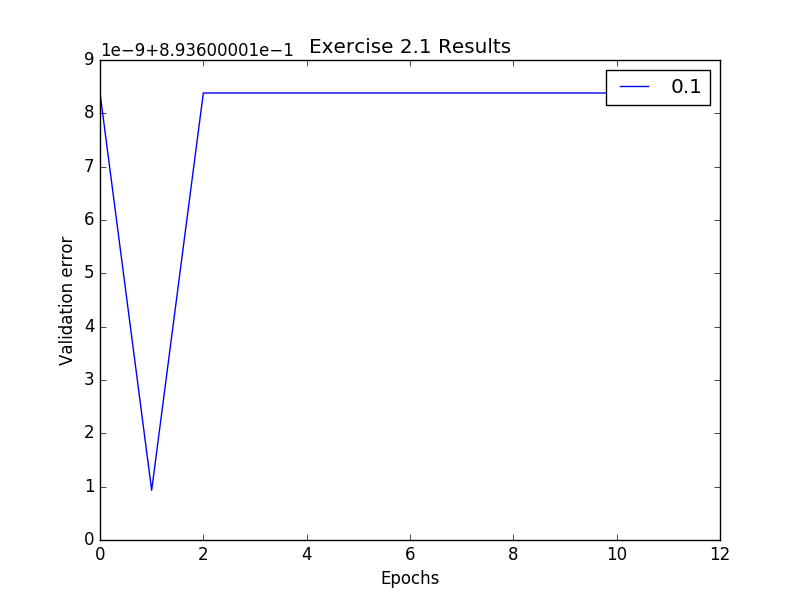 1e−9+8.93600001e−1
Exercise 2.1 Results
9
8
7
6
5
4
3
2
1
0
Validation error
0.1
0 2 4 6 8 10 12
Epochs